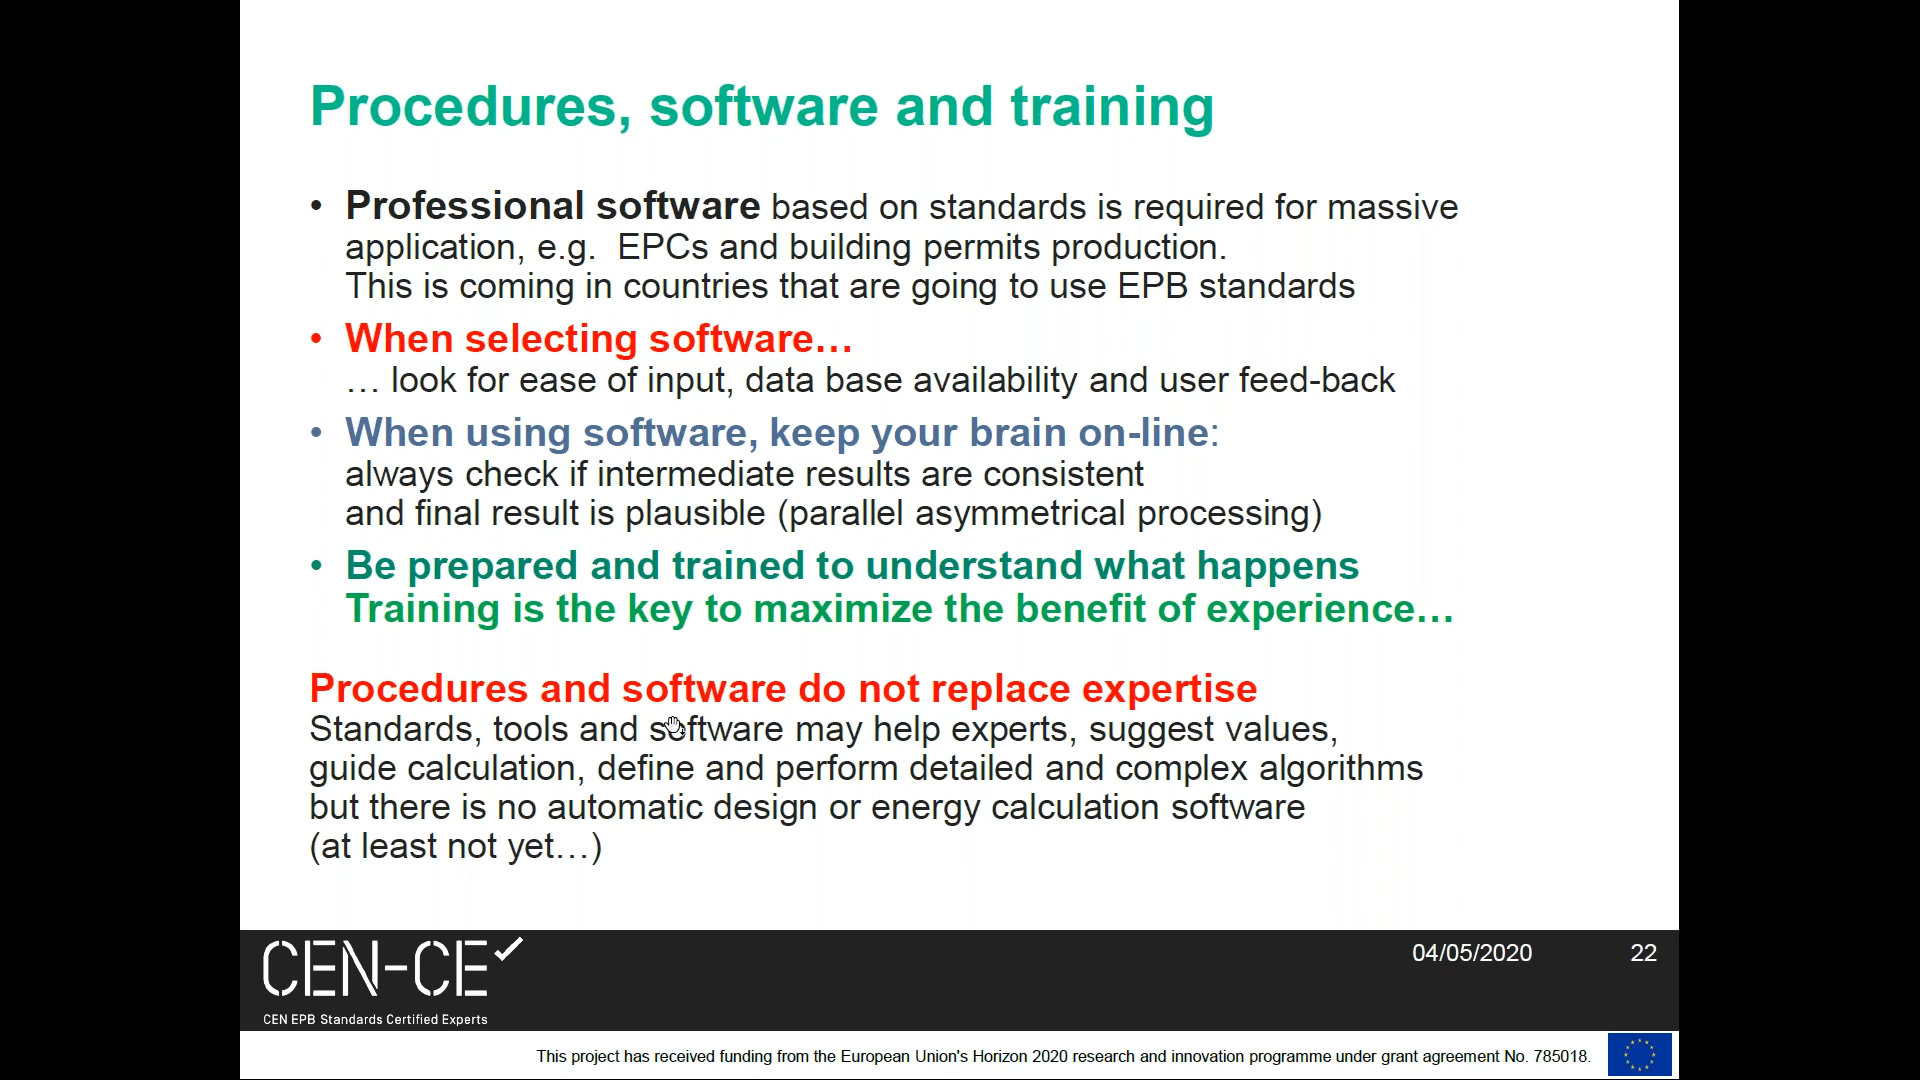 Procedures, software and training
• Professional software based on standards is required for massive
application, e.g.  EPCs and building permits production.
This is coming in countries that are going to use EPB standards
• When selecting software…
… look for ease of input, data base availability and user feed-back
• When using software, keep your brain on-line:
always check if intermediate results are consistent
and final result is plausible (parallel asymmetrical processing)
• Be prepared and trained to understand what happens
Training is the key to maximize the benefit of experience…
Procedures and software do not replace expertise
Standards, tools and software may help experts, suggest values,
guide calculation, define and perform detailed and complex algorithms
but there is no automatic design or energy calculation software
(at least not yet…)
CEN-CE
CEN EPB Standards Certified Experts
04/05/2020
22
This project has received funding from the European Union's Horizon 2020 research and innovation programme under grant agreement No. 785018.